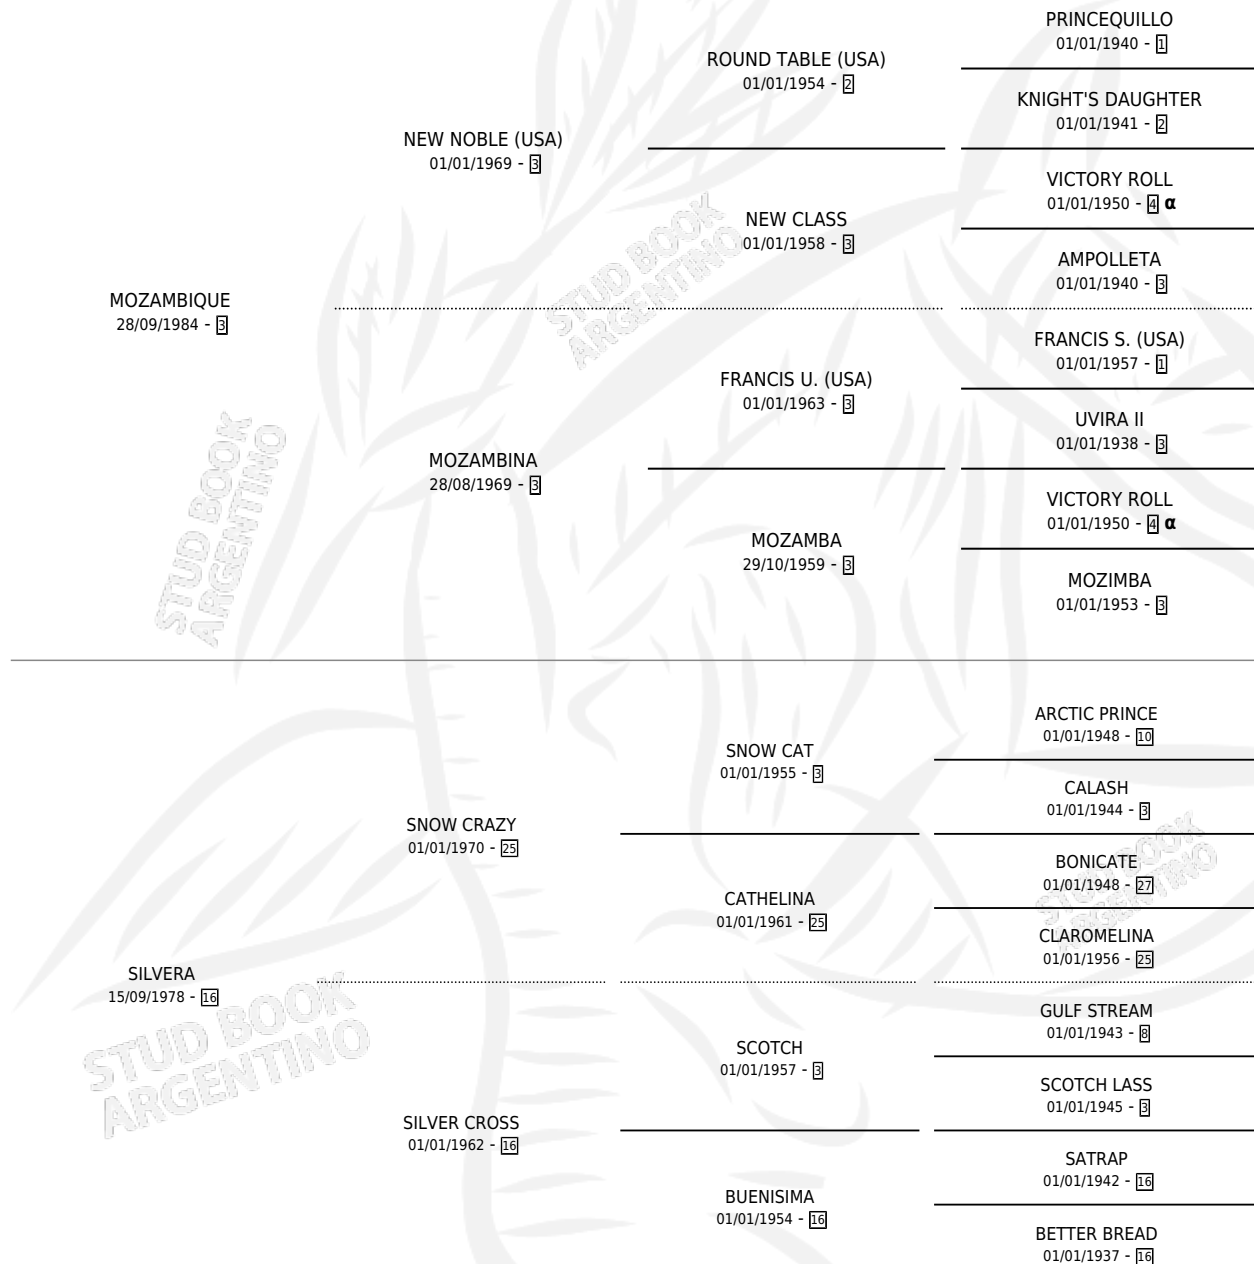 PRINCEQUILLO
01/01/1940 - 1
ROUND TABLE (USA)
01/01/1954 - 2
KNIGHT'S DAUGHTER
01/01/1941 - 2
NEW NOBLE (USA)
01/01/1969 - 3
VICTORY ROLL
01/01/1950 - 4 α
NEW CLASS
01/01/1958 - 3
AMPOLLETA
01/01/1940 - 3
STUD BOOK
ARGENTINO
MOZAMBIQUE
28/09/1984 - 3
FRANCIS S. (USA)
01/01/1957 - 1
FRANCIS U. (USA)
01/01/1963 - 3
UVIRA II
01/01/1938 - 3
MOZAMBINA
28/08/1969 - 3
VICTORY ROLL
01/01/1950 - 4 α
MOZAMBA
29/10/1959 - 3
MOZIMBA
01/01/1953 - 3
STUD BOOK
ARGENTINO
ARCTIC PRINCE
01/01/1948 - 10
SNOW CAT
01/01/1955 - 3
CALASH
01/01/1944 - 3
SNOW CRAZY
01/01/1970 - 25
BONICATE
01/01/1948 - 27
CATHELINA
01/01/1961 - 25
CLAROMELINA
01/01/1956 - 25
STUD BOOK
ARGENTINO
SILVERA
15/09/1978 - 16
STUD BOOK
ARGENTINO
GULF STREAM
01/01/1943 - 8
SCOTCH
01/01/1957 - 3
SCOTCH LASS
01/01/1945 - 3
SILVER CROSS
01/01/1962 - 16
SATRAP
01/01/1942 - 16
BUENISIMA
01/01/1954 - 16
BETTER BREAD
01/01/1937 - 16